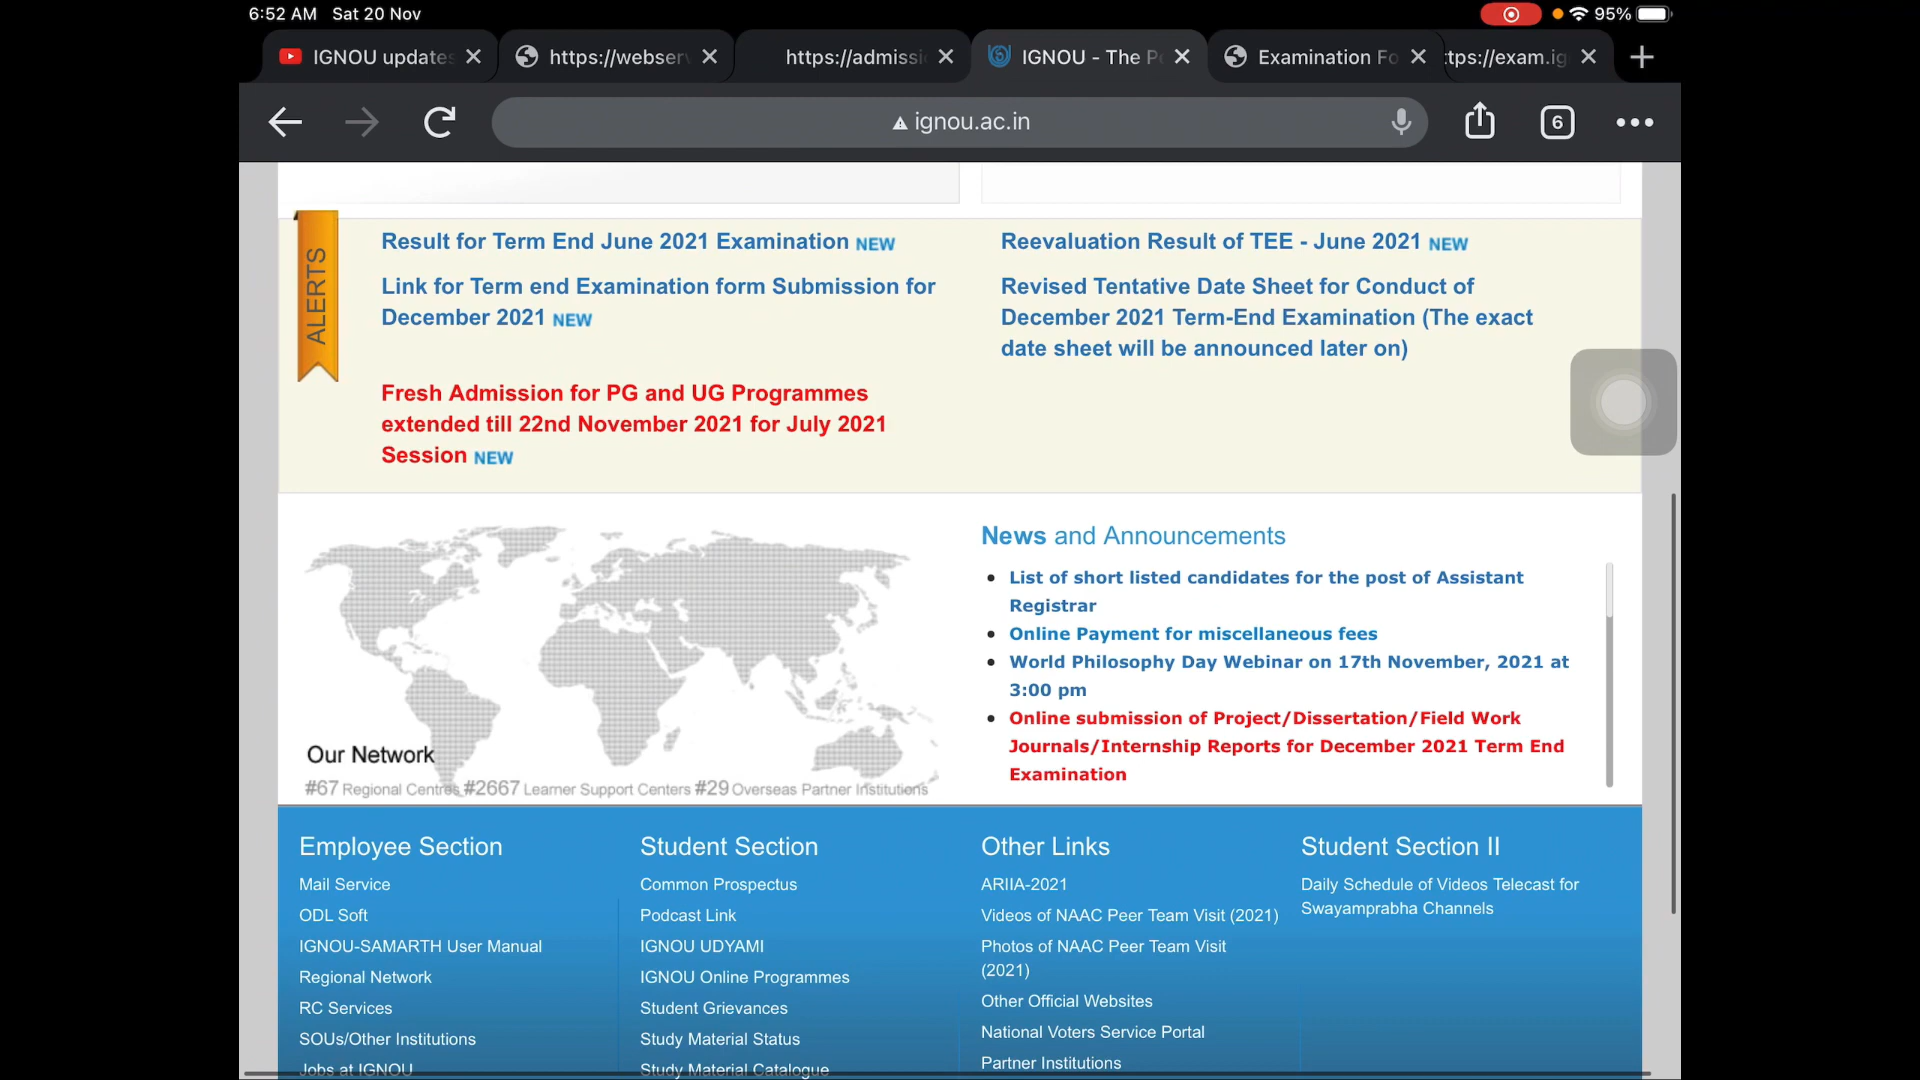 6:52 AM Sat 20 Nov
95%
IGNOU updates
https://webser
https://admissi
IGNOU - The P
Examination Fo
tps://exam.ig
ignou.ac.in
6
ALERTS
Result for Term End June 2021 Examination NEW
Link for Term end Examination form Submission for
December 2021 NEW
Fresh Admission for PG and UG Programmes
extended till 22nd November 2021 for July 2021
Session NEW
Reevaluation Result of TEE - June 2021 NEW
Revised Tentative Date Sheet for Conduct of
December 2021 Term-End Examination (The exact
date sheet will be announced later on)
Our Network
#67 Regional Centres #2667 Learner Support Centers #29 Overseas Partner Institutions
News and Announcements
List of short listed candidates for the post of Assistant
Registrar
Online Payment for miscellaneous fees
World Philosophy Day Webinar on 17th November, 2021 at
3:00 pm
Online submission of Project/Dissertation/Field Work
Journals/Internship Reports for December 2021 Term End
Examination
Employee Section
Mail Service
ODL Soft
IGNOU-SAMARTH User Manual
Regional Network
RC Services
SOUs/Other Institutions
Jobs at IGNOU
Student Section
Common Prospectus
Podcast Link
IGNOU UDYAMI
IGNOU Online Programmes
Student Grievances
Study Material Status
Study Material Catalogue
Other Links
ARIIA-2021
Videos of NAAC Peer Team Visit (2021)
Photos of NAAC Peer Team Visit
(2021)
Other Official Websites
National Voters Service Portal
Partner Institutions
Student Section II
Daily Schedule of Videos Telecast for
Swayamprabha Channels